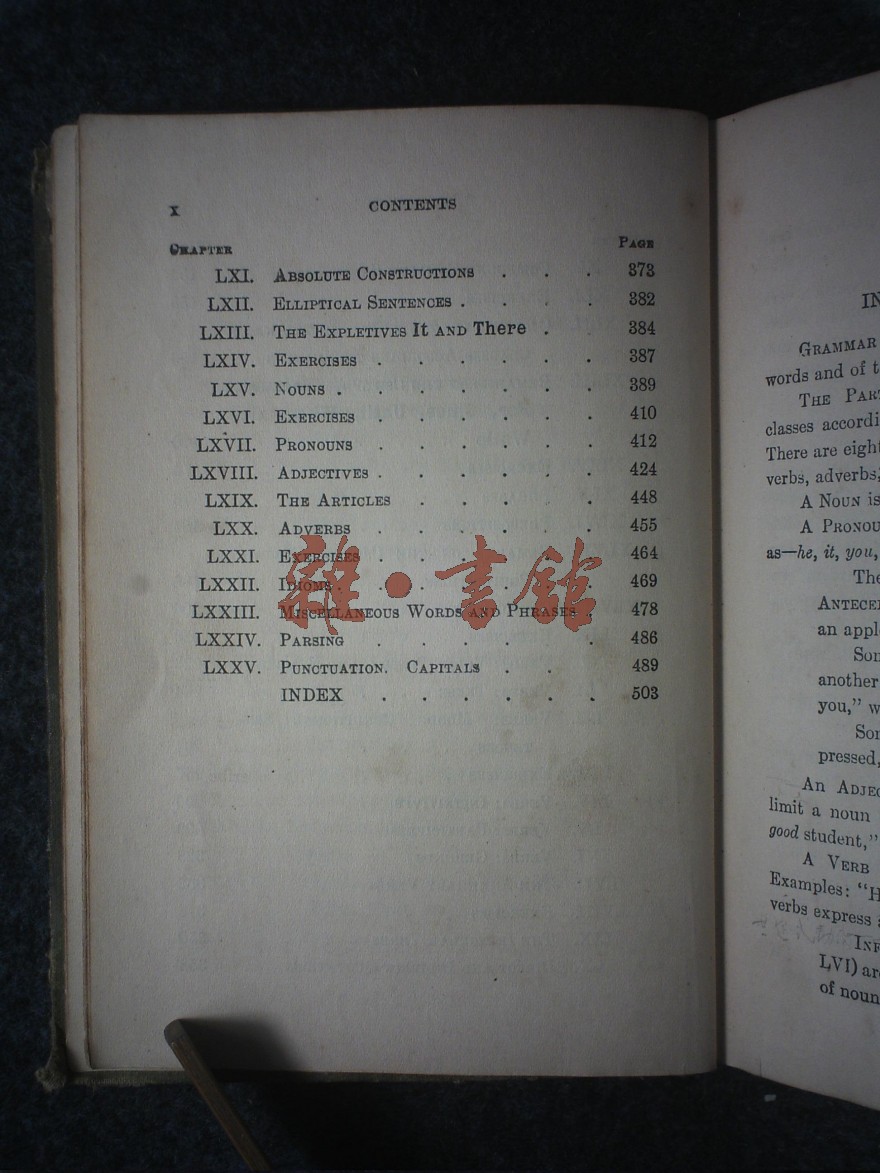 x CONTENTS
CHAPTER PAGE
LXI. ABSOLUTE CONSTRUCTIONS . . . 373
LXII. ELLIPTICAL SENTENCES . . . . 382
LXIII. THE EXPLETIVES It AND There . . 384
LXIV. EXERCISES . . . . . . 387
LXV. NOUNS . . . . . . . 389
LXVI. EXERCISES . . . . . . 410
LXVII. PRONOUNS . . . . . . 412
LXVIII. ADJECTIVES . . . . . . 424
LXIX. THE ARTICLES . . . . . 448
LXX. ADVERBS . . . . . . 455
LXXI. EXERCISES . . . . . . 464
LXXII. IDIOMS . . . . . . . 469
LXXIII. MISCELLANEOUS WORDS AND PHRASES . . 478
LXXIV. PARSING . . . . . . 486
LXXV. PUNCTUATION. CAPITALS . . . 489
INDEX . . . . . . 503
雜·書館
IN
GRAMMAR
words and of t
THE PAR
classes accordi
There are eigh
verbs, adverbs,
A NOUN is
A PRONOU
as—he, it, you,
The
ANTECE
an appl
Som
another
you," w
Som
pressed,
An ADJEC
limit a noun
good student,"
A VERB
Examples: "H
verbs express a
INF
LVI) are
of noun